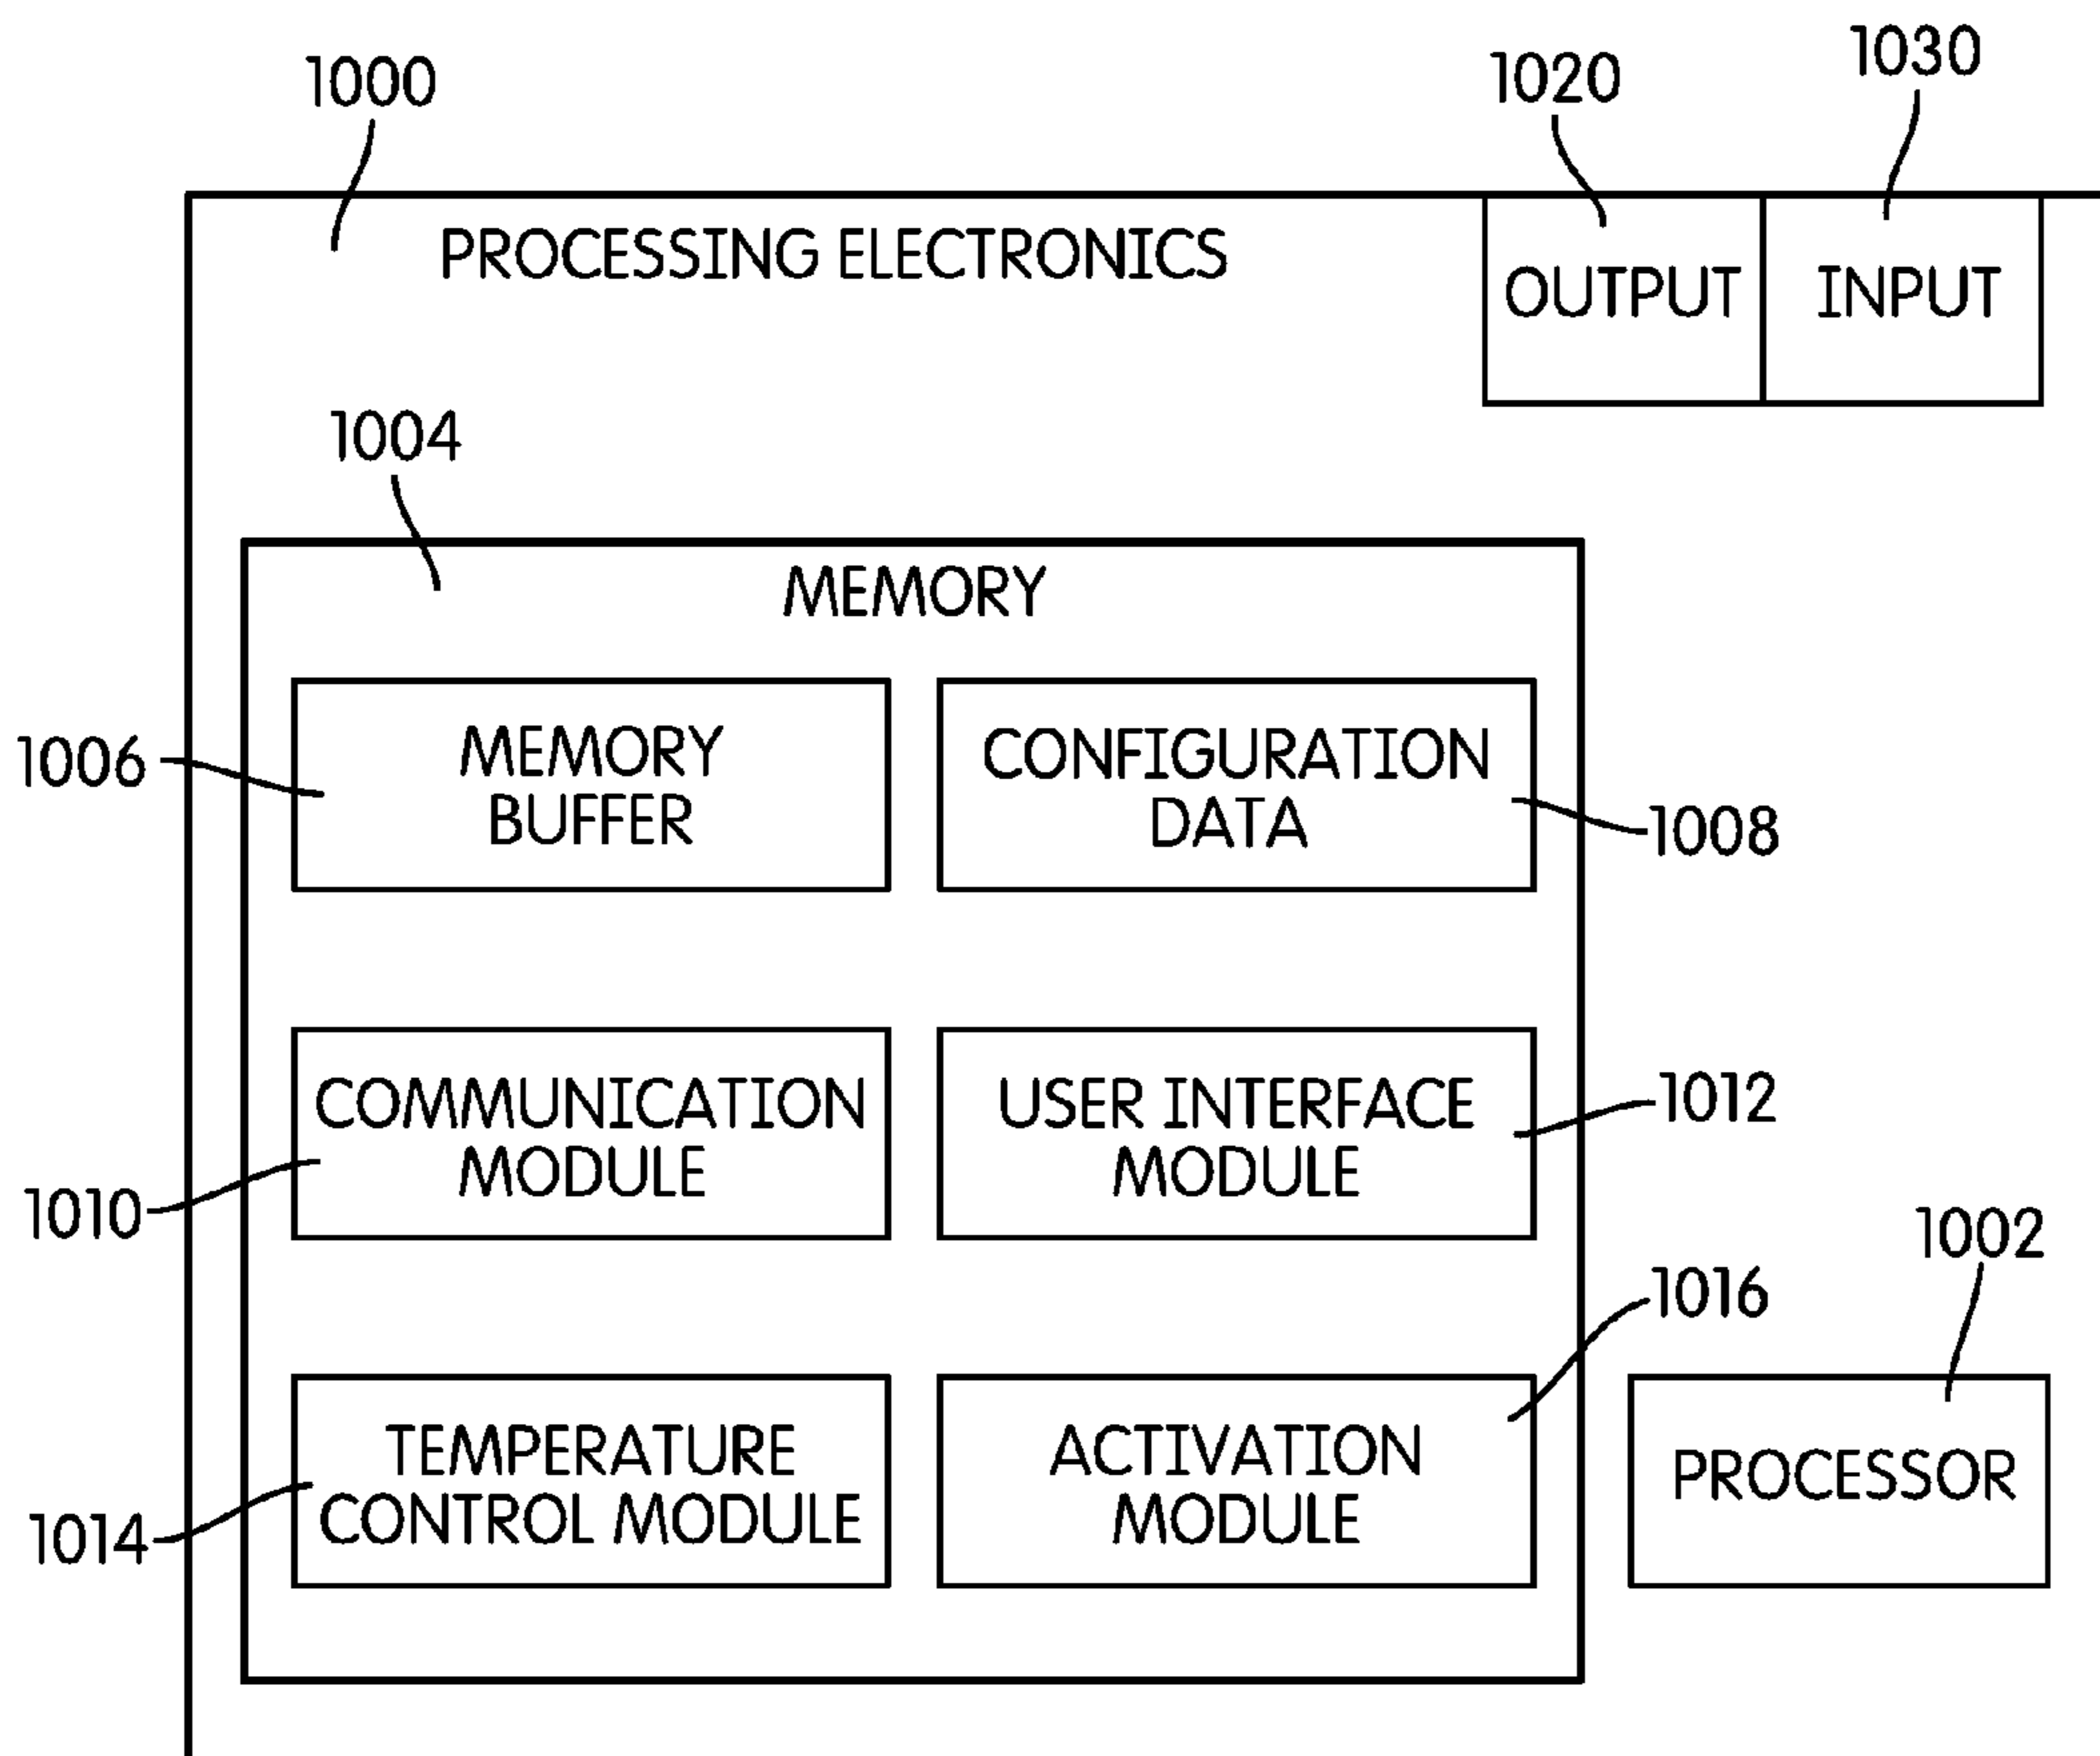 1000
1020
1030
PROCESSING ELECTRONICS
OUTPUT
INPUT
1004
MEMORY
1006
MEMORY
BUFFER
CONFIGURATION
DATA
1008
1010
COMMUNICATION
MODULE
USER INTERFACE
MODULE
1012
1002
1016
1014
TEMPERATURE
CONTROL MODULE
ACTIVATION
MODULE
PROCESSOR